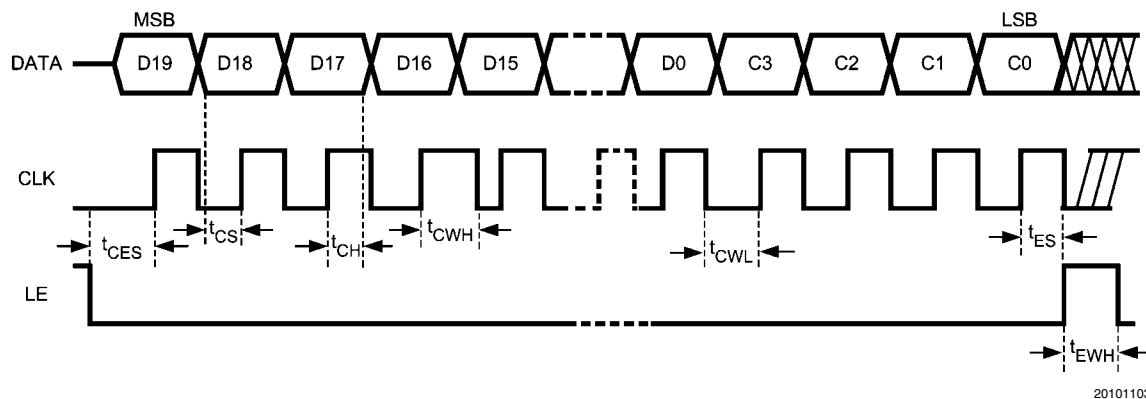 MSB LSB
DATA D19 D18 D17 D16 D15 D0 C3 C2 C1 C0
CLK
tCES tCS tCH tCWH tCWL tES
LE
tEWH